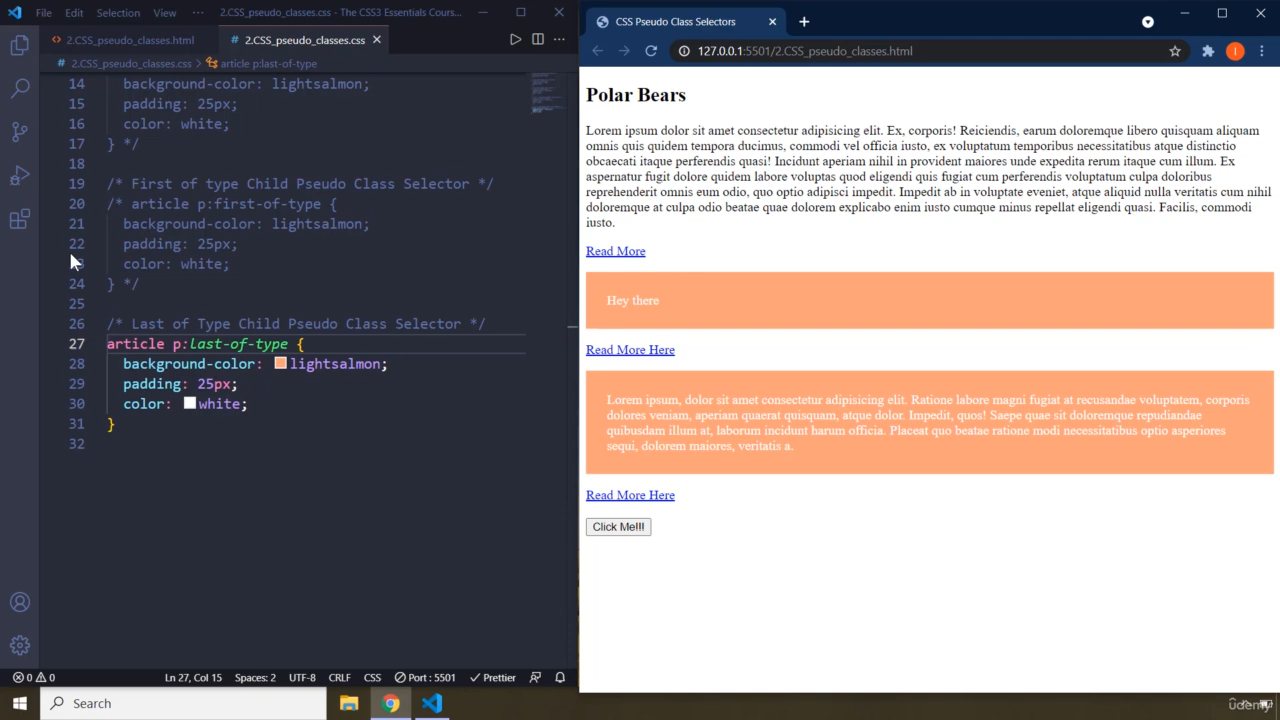 File Edit Selection View ··· 2.CSS_pseudo_classes.css - The CSS3 Essentials Cours...
2.CSS_pseudo_classes.html
2.CSS_pseudo_classes.css
2.CSS_pseudo_classes.css > article p:last-of-type
14 background-color: lightsalmon;
15 padding: 25px;
16 color: white;
17 } */
18
19 /* First of type Child Pseudo Class Selector */
20 /* article p:first-of-type {
21 background-color: lightsalmon;
22 padding: 25px;
color: white;
24 } */
25
26 /* Last of Type Child Pseudo Class Selector */
27 article p:last-of-type {
28 background-color: lightsalmon;
29 padding: 25px;
30 color: white;
31 }
32
0 0 Ln 27, Col 15 Spaces: 2 UTF-8 CRLF CSS Port : 5501 Prettier
Search
CSS Pseudo Class Selectors
127.0.0.1:5501/2.CSS_pseudo_classes.html
I
Polar Bears
Lorem ipsum dolor sit amet consectetur adipisicing elit. Ex, corporis! Reiciendis, earum doloremque libero quisquam aliquam
omnis quis quidem tempora ducimus, commodi vel officia iusto, ex voluptatum temporibus necessitatibus atque distinctio
obcaecati itaque perferendis quasi! Incidunt aperiam nihil in provident maiores unde expedita rerum itaque cum illum. Ex
aspernatur fugit dolore quidem labore voluptas quod eligendi quis fugiat cum perferendis voluptatum culpa doloribus
reprehenderit omnis eum odio, quo optio adipisci impedit. Impedit ab in voluptate eveniet, atque aliquid nulla veritatis cum nihil
doloremque at culpa odio beatae quae dolorem explicabo enim iusto cumque minus repellat eligendi quasi. Facilis, commodi
iusto.
Read More
Hey there
Read More Here
Lorem ipsum, dolor sit amet consectetur adipisicing elit. Ratione labore magni fugiat at recusandae voluptatem, corporis
dolores veniam, aperiam quaerat quisquam, atque dolor. Impedit, quos! Saepe quae sit doloremque repudiandae
quibusdam illum at, laborum incidunt harum officia. Placeat quo beatae ratione modi necessitatibus optio asperiores
sequi, dolorem maiores, veritatis a.
Read More Here
Click Me!!!
udemy